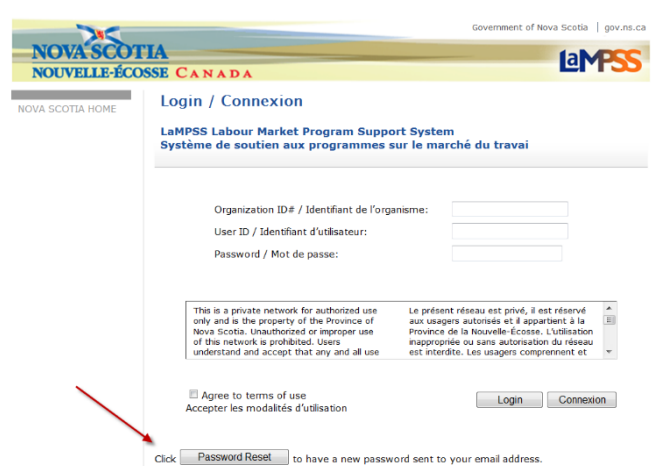 Government of Nova Scotia | gov.ns.ca
NOVA SCOTIA
NOUVELLE-ÉCOSSE CANADA
LaMPSS
NOVA SCOTIA HOME
Login / Connexion
LaMPSS Labour Market Program Support System
Système de soutien aux programmes sur le marché du travai
Organization ID# / Identifiant de l'organisme:
User ID / Identifiant d'utilisateur:
Password / Mot de passe:
This is a private network for authorized use
only and is the property of the Province of
Nova Scotia. Unauthorized or improper use
of this network is prohibited. Users
understand and accept that any and all use
Le présent réseau est privé, il est réservé
aux usagers autorisés et il appartient à la
Province de la Nouvelle-Écosse. L'utilisation
inappropriée ou sans autorisation du réseau
est interdite. Les usagers comprennent et
Agree to terms of use
Accepter les modalités d'utilisation
Login Connexion
Click Password Reset to have a new password sent to your email address.